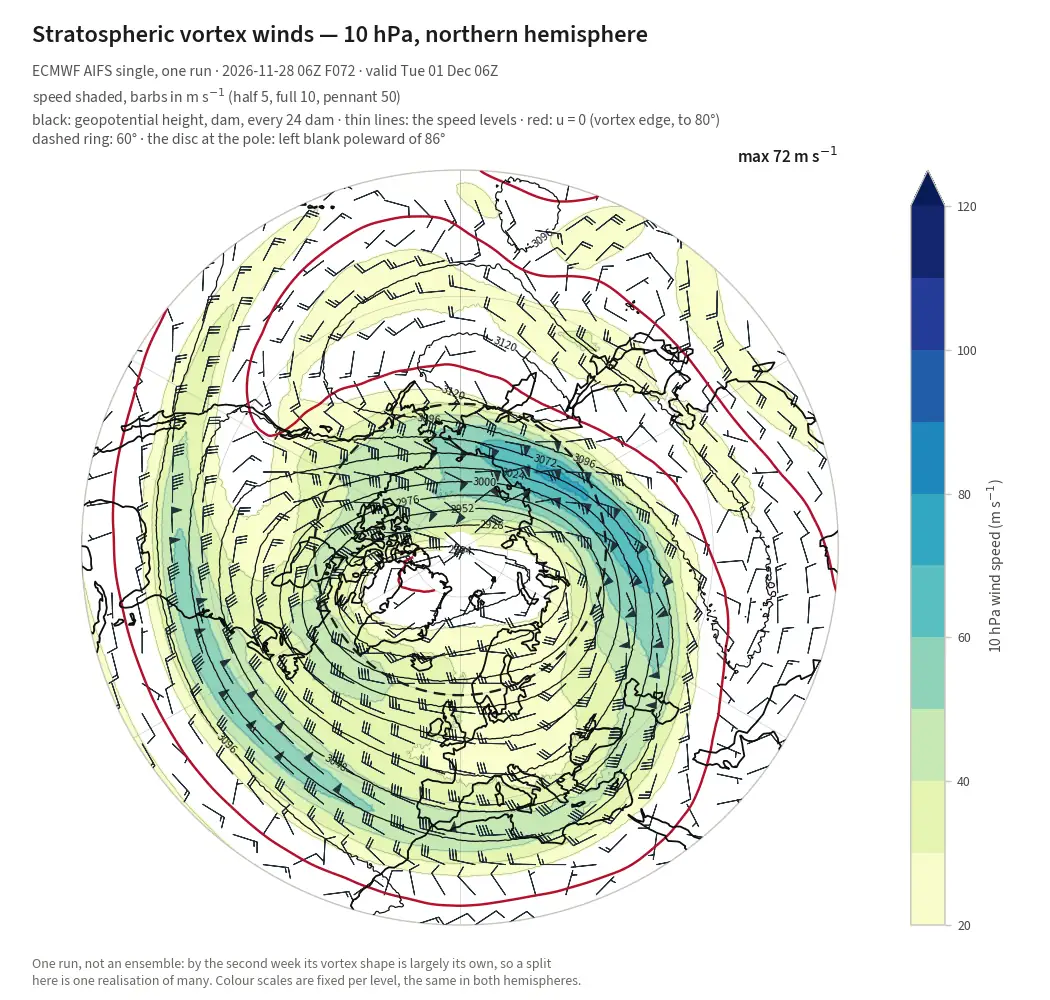 Stratospheric vortex winds — 10 hPa, northern hemisphere
ECMWF AIFS single, one run · 2026-11-28 06Z F072 · valid Tue 01 Dec 06Z
speed shaded, barbs in m s⁻¹ (half 5, full 10, pennant 50)
black: geopotential height, dam, every 24 dam · thin lines: the speed levels · red: u = 0 (vortex edge, to 80°)
dashed ring: 60° · the disc at the pole: left blank poleward of 86°
max 72 m s⁻¹
120
100
80
60
40
20
10 hPa wind speed (m s⁻¹)
3096
3120
3120
3096
3072
3096
3024
3000
2976
2952
2928
3096
One run, not an ensemble: by the second week its vortex shape is largely its own, so a split
here is one realisation of many. Colour scales are fixed per level, the same in both hemispheres.